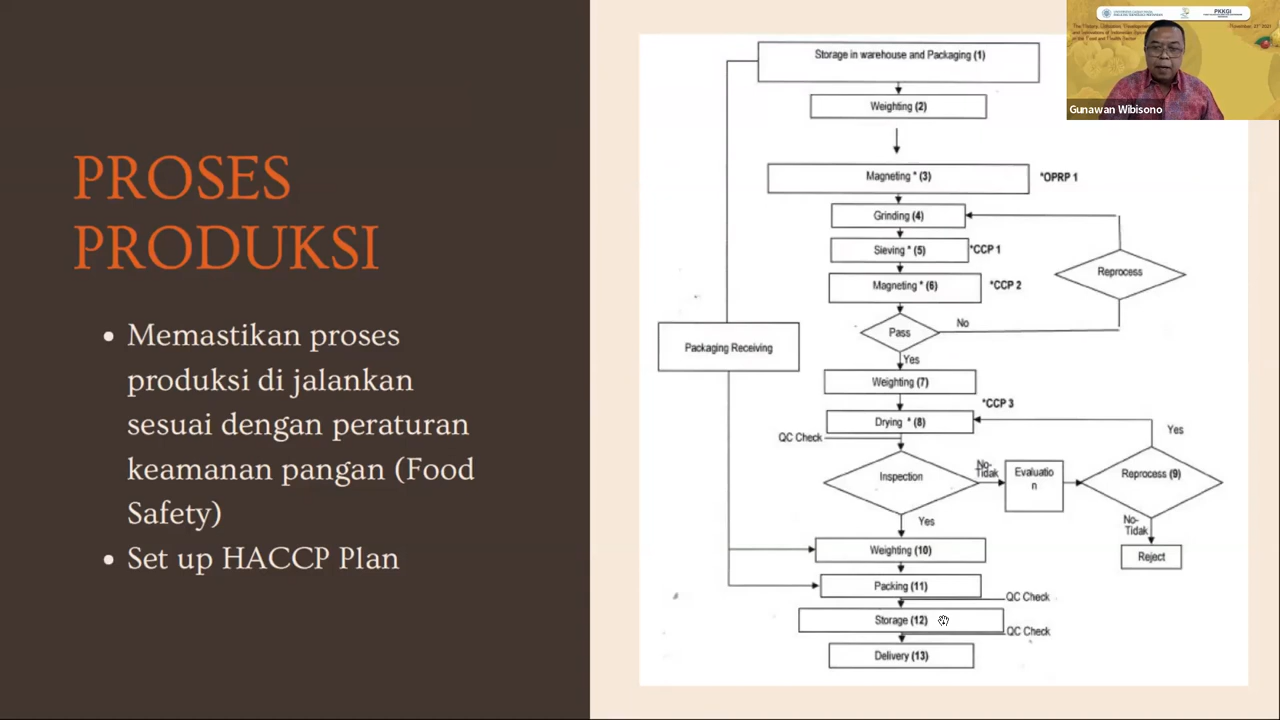 PROSES
PRODUKSI
Memastikan proses
produksi di jalankan
sesuai dengan peraturan
keamanan pangan (Food
Safety)
Set up HACCP Plan
Storage in warehouse and Packaging (1)
Weighting (2)
Magneting * (3)
*OPRP 1
Grinding (4)
Sieving * (5)
*CCP 1
Magneting * (6)
*CCP 2
Reprocess
Pass
No
Yes
Packaging Receiving
Weighting (7)
*CCP 3
Drying * (8)
QC Check
Inspection
No-
Tidak
Evaluatio
n
Reprocess (9)
Yes
No-
Tidak
Reject
Yes
Weighting (10)
Packing (11)
QC Check
Storage (12)
QC Check
Delivery (13)
PKKGI
Gunawan Wibisono